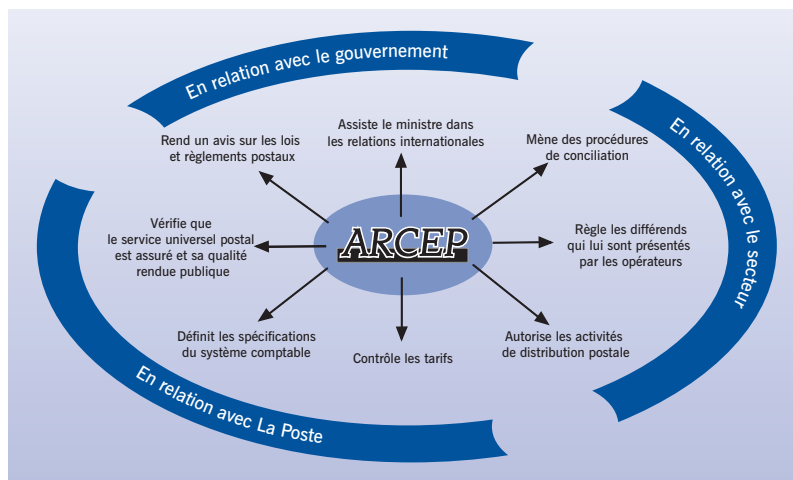 En relation avec le gouvernement
Assiste le ministre dans
les relations internationales
Rend un avis sur les lois
et règlements postaux
Mène des procédures
de conciliation
En relation avec le secteur
Vérifie que
le service universel postal
est assuré et sa qualité
rendue publique
ARCEP
Règle les différends
qui lui sont présentés
par les opérateurs
Définit les spécifications
du système comptable
Contrôle les tarifs
Autorise les activités
de distribution postale
En relation avec La Poste